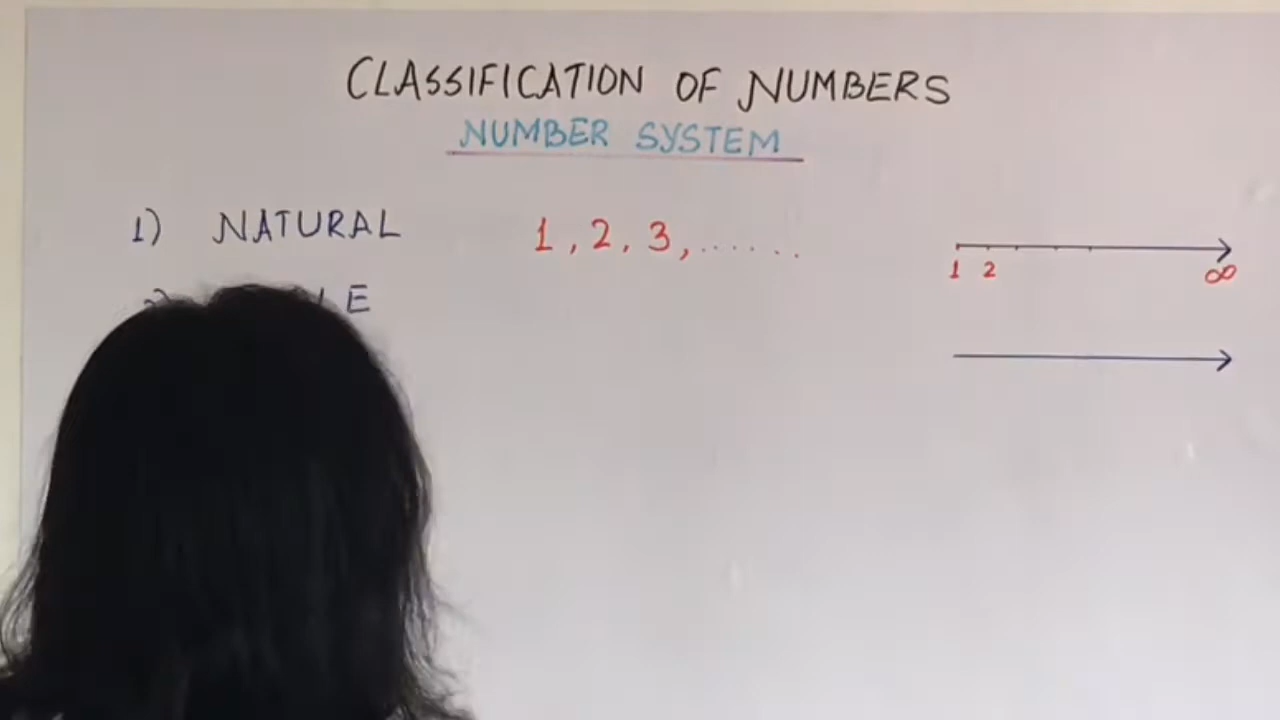 CLASSIFICATION OF NUMBERS
NUMBER SYSTEM
1) NATURAL 1, 2, 3, ......
1 2 ∞